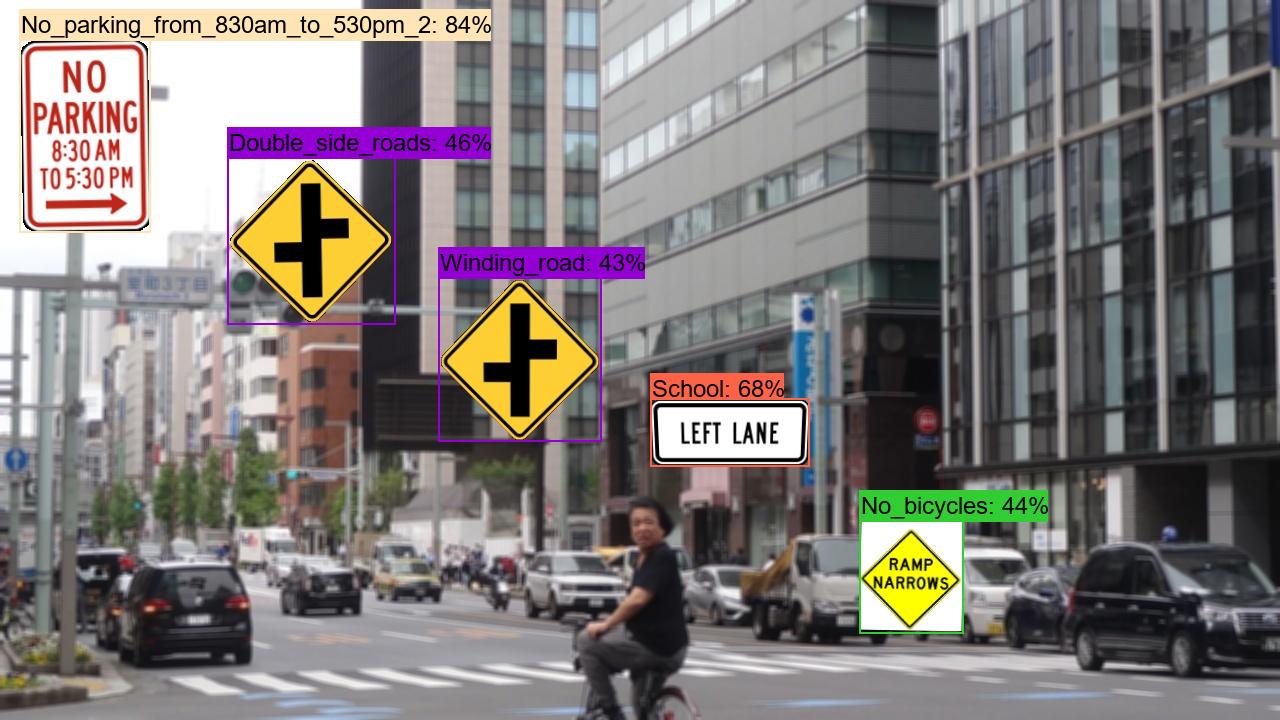 No_parking_from_830am_to_530pm_2: 84%
NO
PARKING
8:30 AM
TO 5:30 PM
Double_side_roads: 46%
Winding_road: 43%
School: 68%
LEFT LANE
No_bicycles: 44%
RAMP
NARROWS